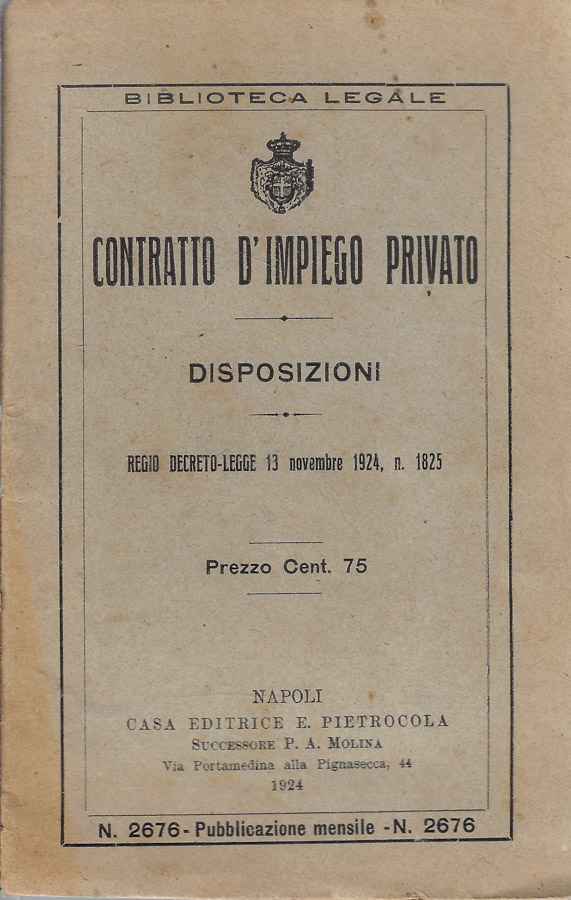 BIBLIOTECA LEGALE
CONTRATTO D'IMPIEGO PRIVATO
DISPOSIZIONI
REGIO DECRETO-LEGGE 13 novembre 1924, n. 1825
Prezzo Cent. 75
NAPOLI
CASA EDITRICE E. PIETROCOLA
SUCCESSORE P. A. MOLINA
Via Portamedina alla Pignasecca, 44
1924
N. 2676 - Pubblicazione mensile - N. 2676